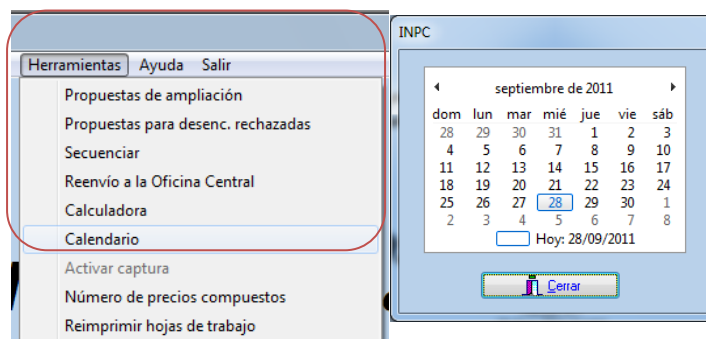 Herramientas Ayuda Salir
Propuestas de ampliación
Propuestas para desenc. rechazadas
Secuenciar
Reenvío a la Oficina Central
Calculadora
Calendario
Activar captura
Número de precios compuestos
Reimprimir hojas de trabajo
INPC
septiembre de 2011
dom lun mar mié jue vie sáb
28 29 30 31 1 2 3
4 5 6 7 8 9 10
11 12 13 14 15 16 17
18 19 20 21 22 23 24
25 26 27 28 29 30 1
2 3 4 5 6 7 8
Hoy: 28/09/2011
Cerrar